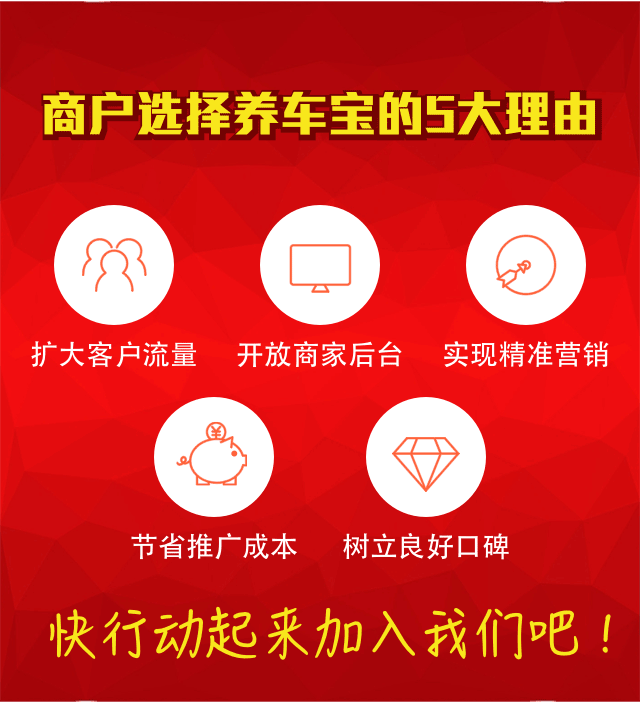 商户选择养车宝的5大理由
扩大客户流量
开放商家后台
实现精准营销
¥
节省推广成本
树立良好口碑
快行动起来加入我们吧！